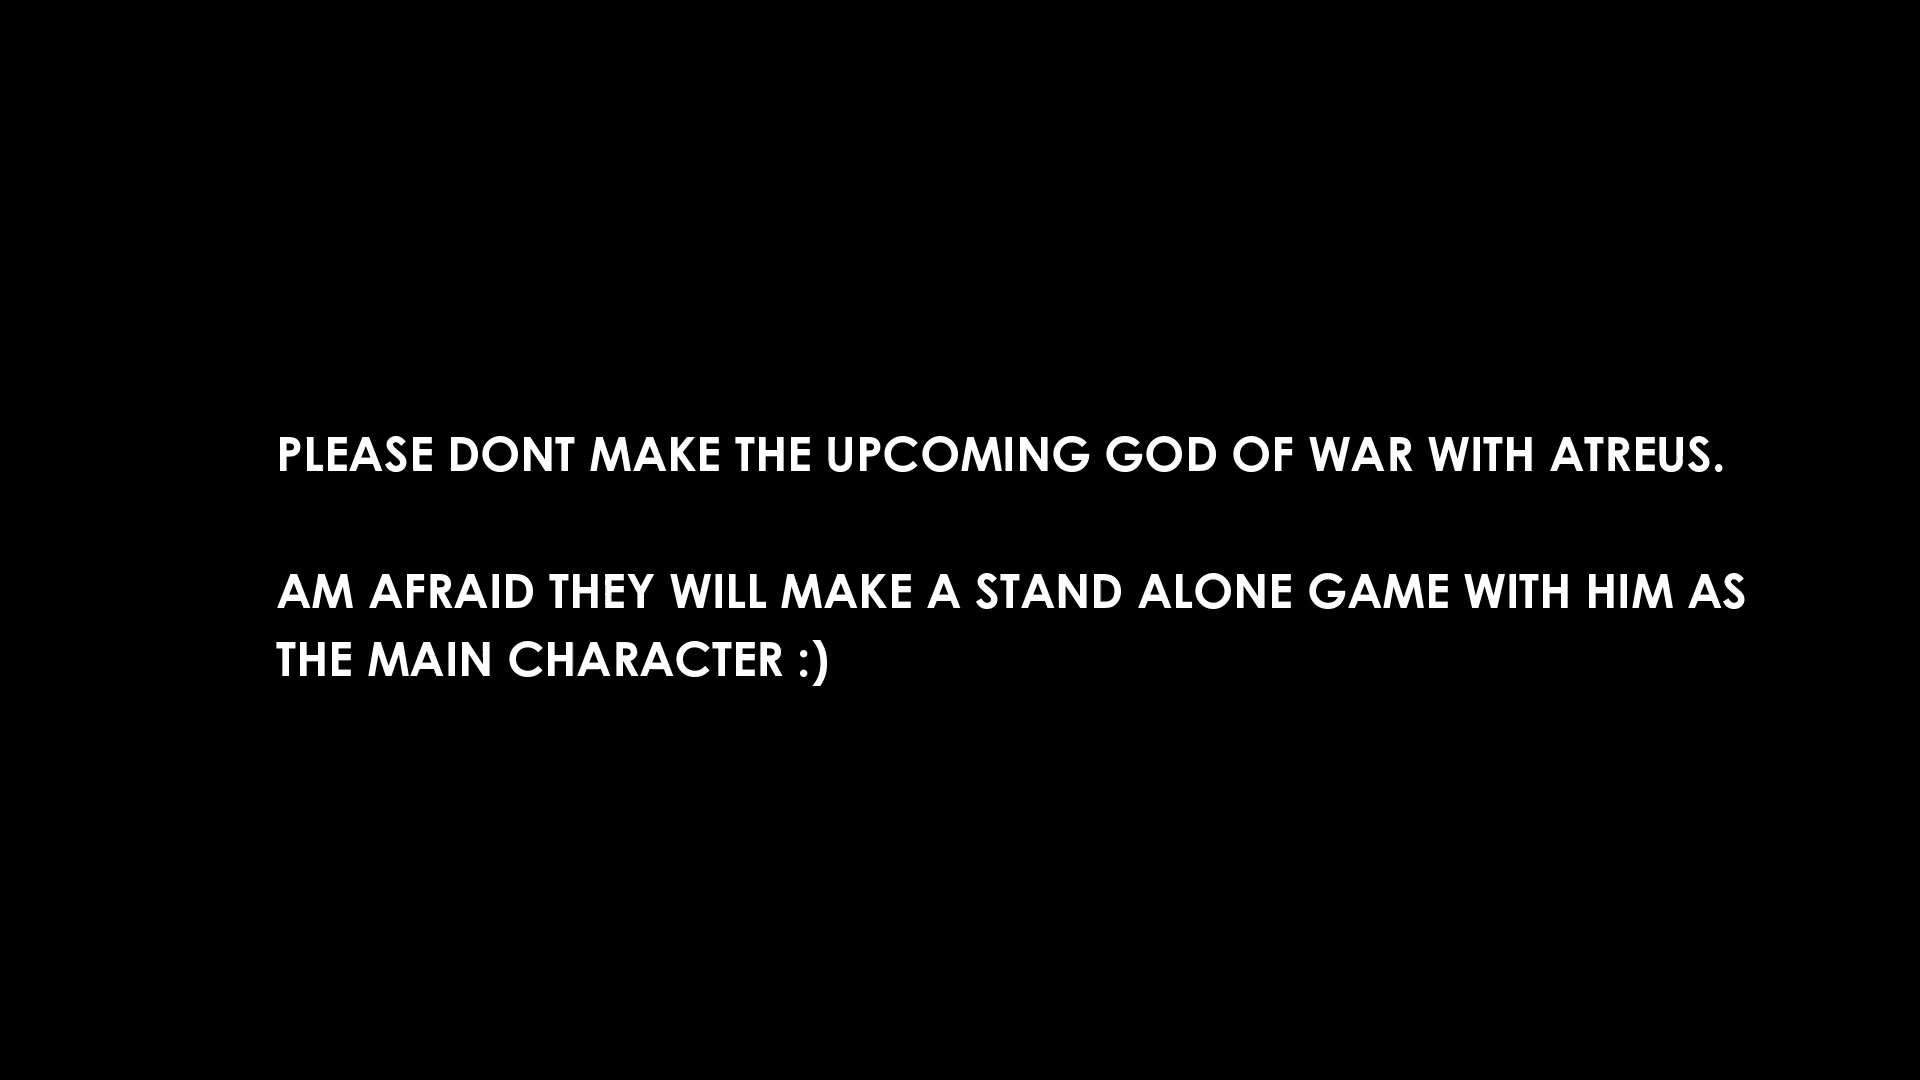 PLEASE DONT MAKE THE UPCOMING GOD OF WAR WITH ATREUS.
AM AFRAID THEY WILL MAKE A STAND ALONE GAME WITH HIM AS
THE MAIN CHARACTER :)